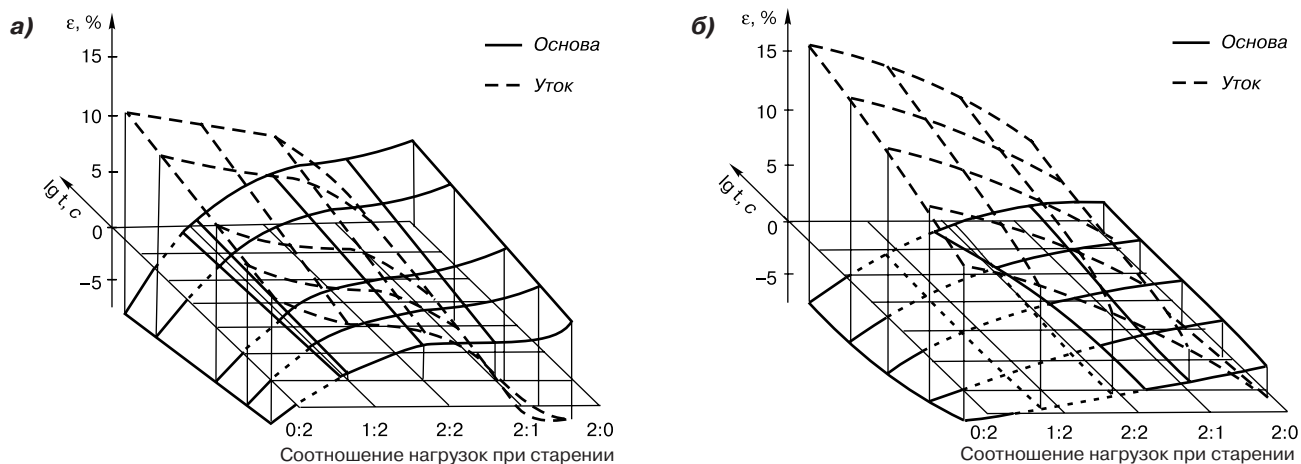 а)
ε, %
15
10
5
0
–5
lg t, с
Основа
Уток
0:2 1:2 2:2 2:1 2:0
Соотношение нагрузок при старении
б)
ε, %
15
10
5
0
–5
lg t, с
Основа
Уток
0:2 1:2 2:2 2:1 2:0
Соотношение нагрузок при старении